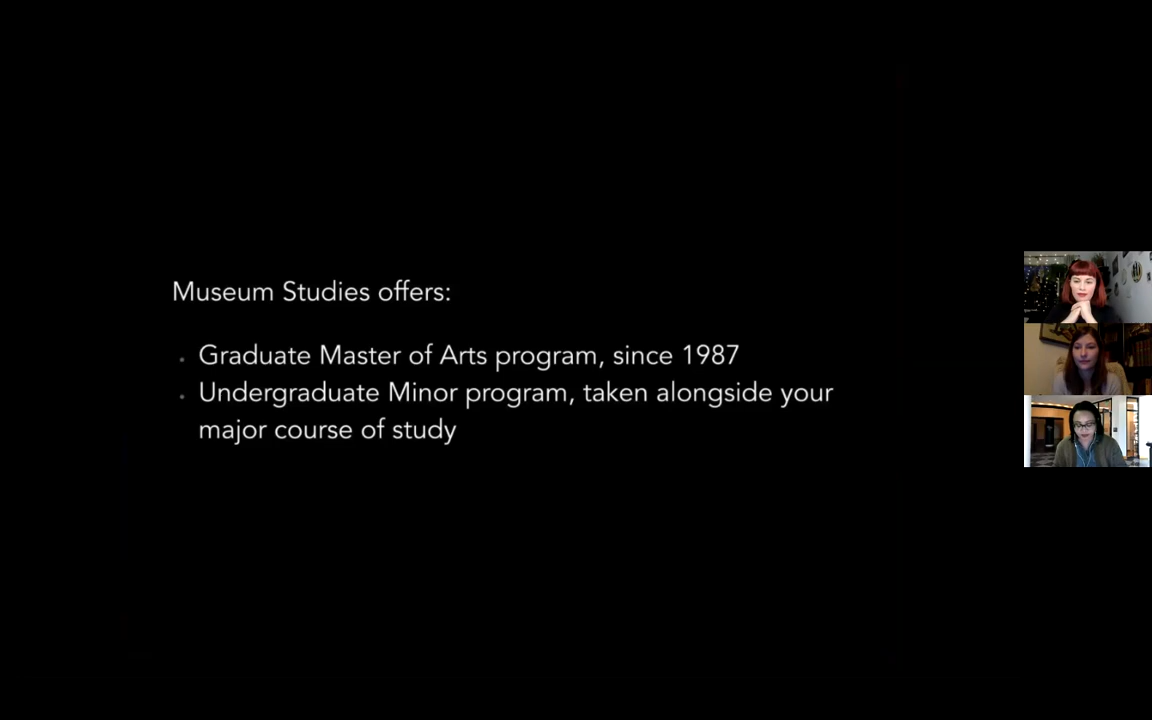 Museum Studies offers:
• Graduate Master of Arts program, since 1987
• Undergraduate Minor program, taken alongside your
major course of study